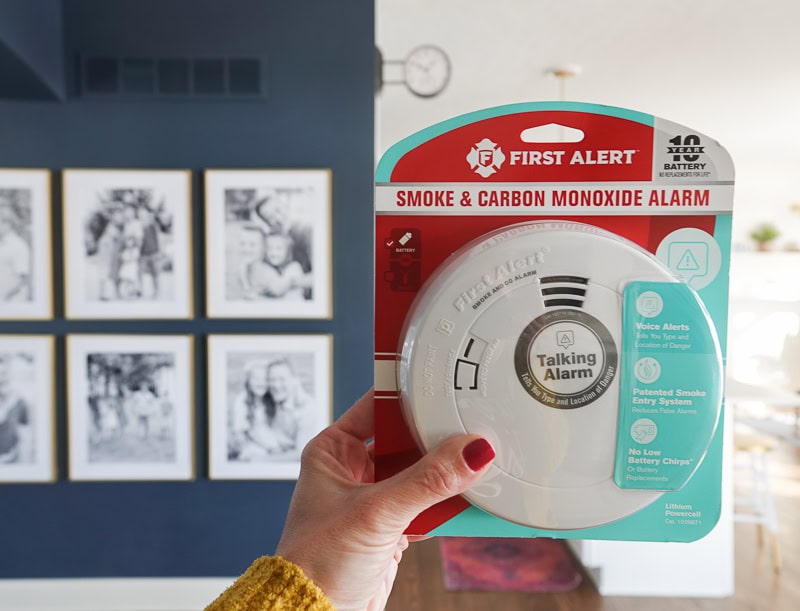 FIRST ALERT
10
YEAR
BATTERY
NO REPLACEMENTS FOR LIFE*
SMOKE & CARBON MONOXIDE ALARM
BATTERY
First Alert
SMOKE AND CO ALARM
Talking
Alarm
Tells You Type and Location of Danger
Voice Alerts
Tells You Type and
Location of Danger
Patented Smoke
Entry System
Reduces False Alarms
No Low
Battery Chirps*
Or Battery
Replacements
Lithium
Powercell